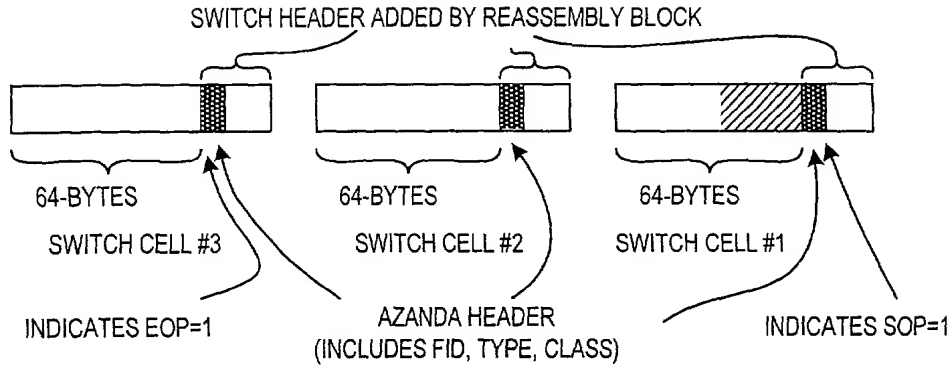 SWITCH HEADER ADDED BY REASSEMBLY BLOCK
64-BYTES
64-BYTES
64-BYTES
SWITCH CELL #3
SWITCH CELL #2
SWITCH CELL #1
INDICATES EOP=1
AZANDA HEADER
(INCLUDES FID, TYPE, CLASS)
INDICATES SOP=1